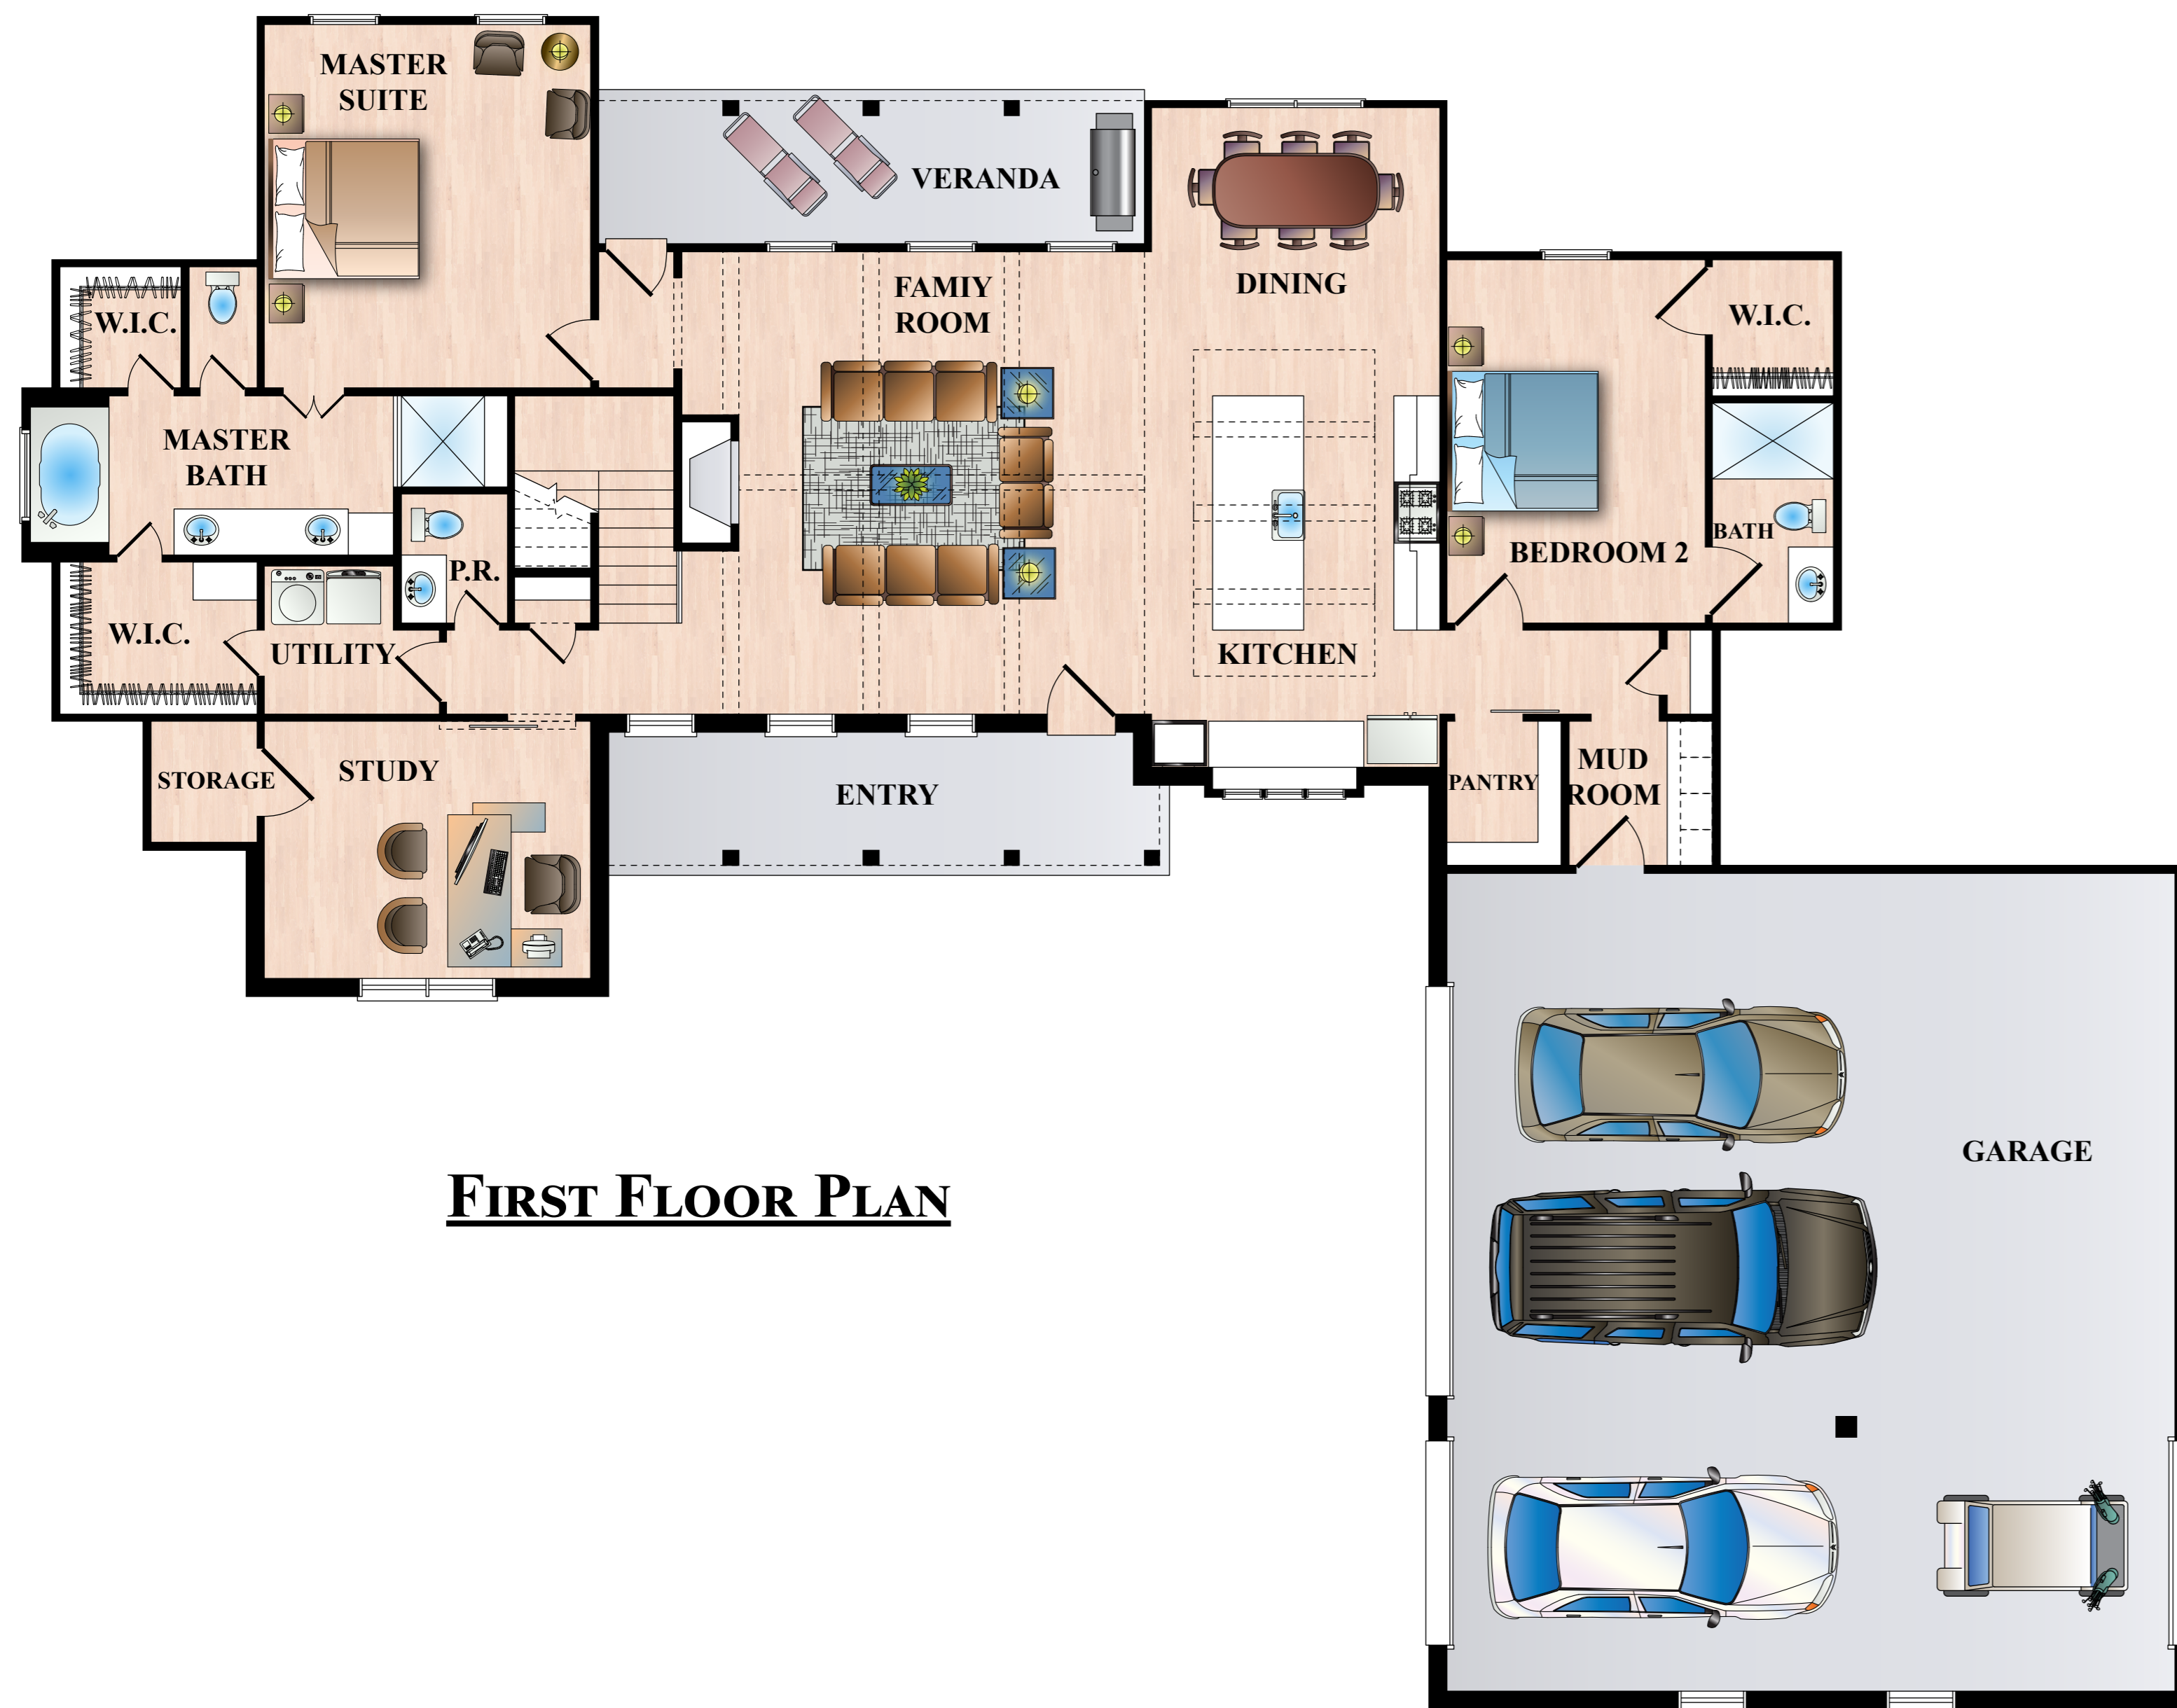 MASTER
SUITE
VERANDA
FAMIY
ROOM
DINING
W.I.C.
W.I.C.
MASTER
BATH
BATH
BEDROOM 2
P.R.
W.I.C.
UTILITY
KITCHEN
STORAGE
STUDY
ENTRY
PANTRY
MUD
ROOM
GARAGE
FIRST FLOOR PLAN